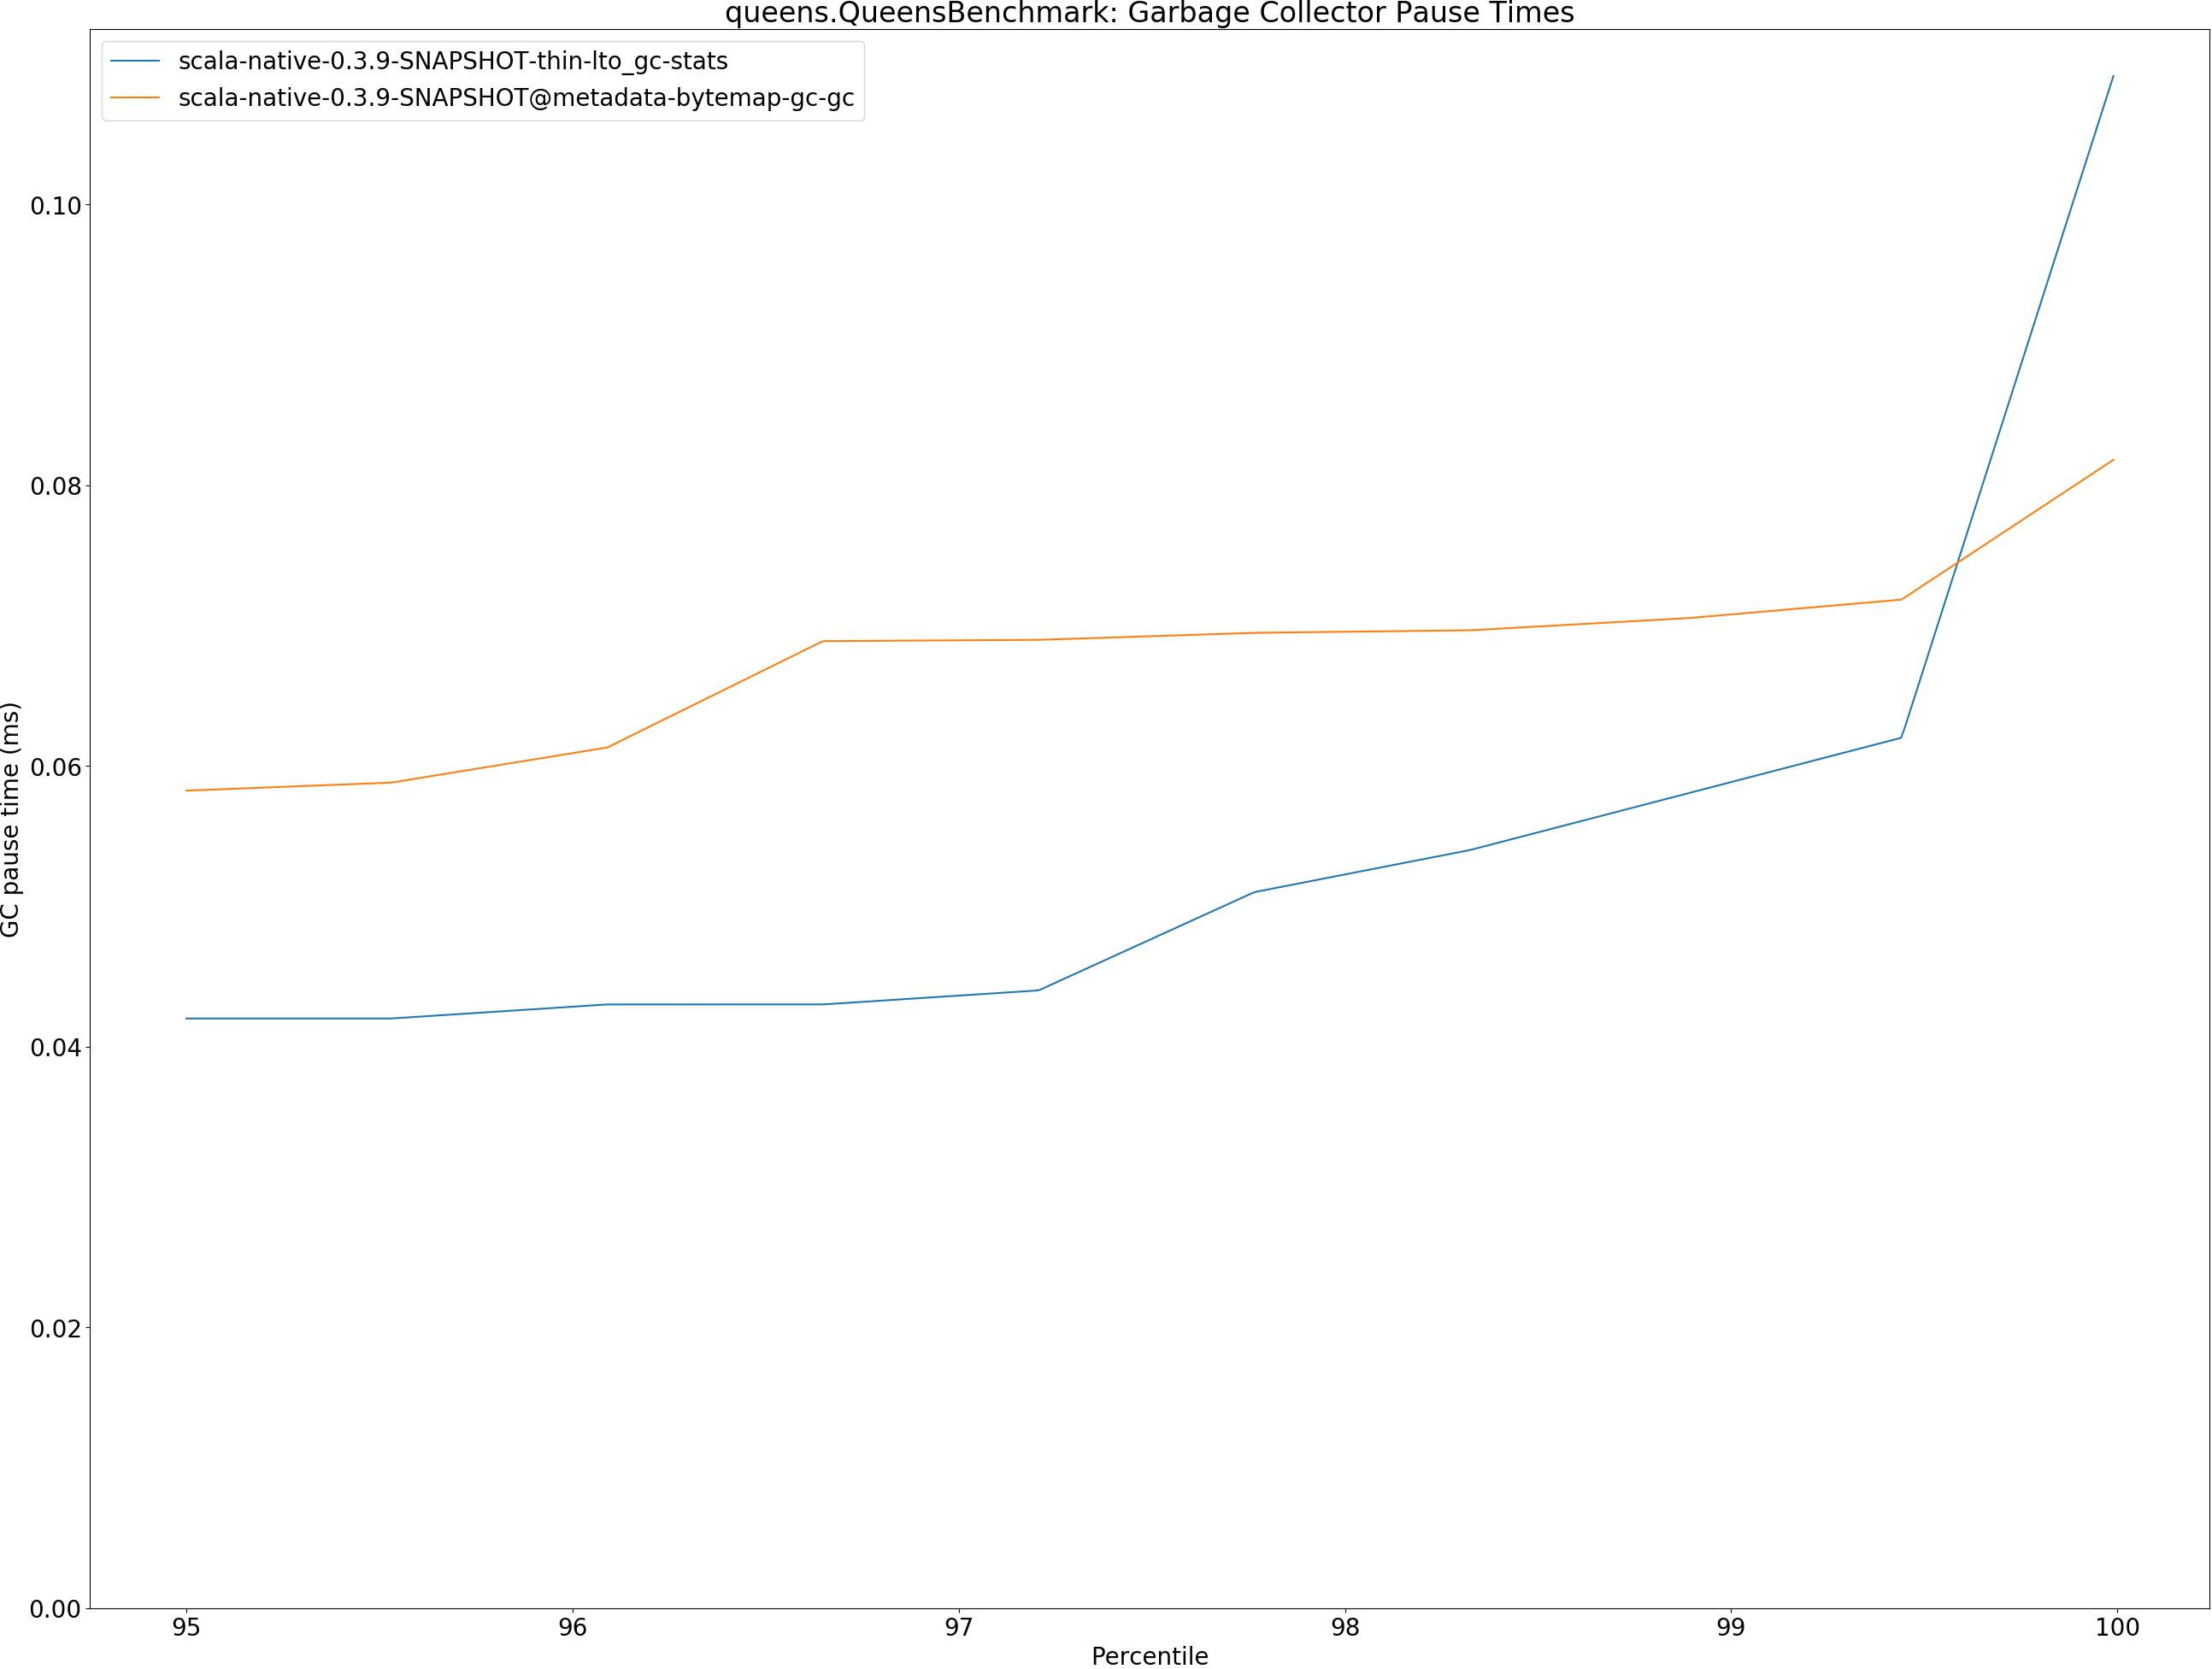 queens.QueensBenchmark: Garbage Collector Pause Times
scala-native-0.3.9-SNAPSHOT-thin-lto_gc-stats
scala-native-0.3.9-SNAPSHOT@metadata-bytemap-gc-gc
0.10
0.08
0.06
0.04
0.02
0.00
GC pause time (ms)
95 96 97 98 99 100
Percentile